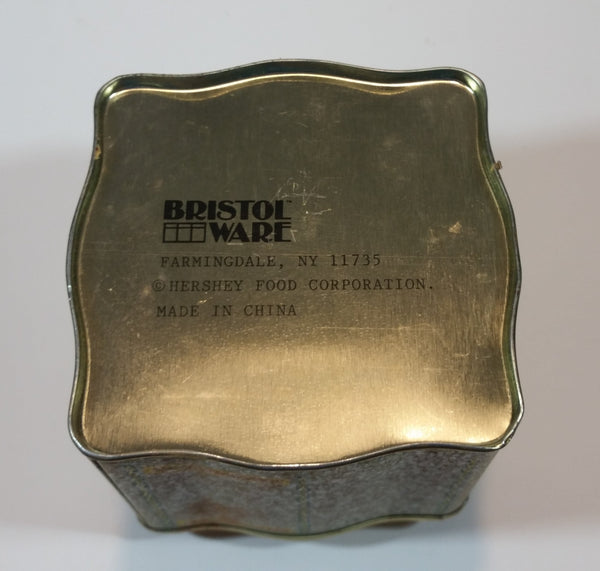 BRISTOL
WARE
FARMINGDALE, NY 11735
©HERSHEY FOOD CORPORATION.
MADE IN CHINA